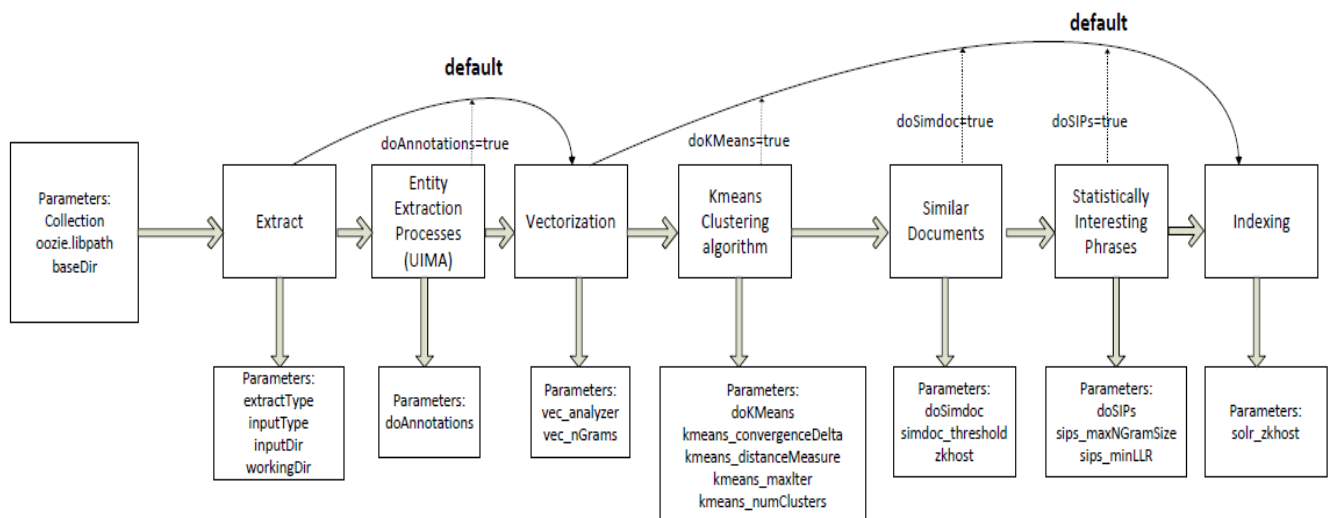 default
default
doAnnotations=true
doKMeans=true
doSimdoc=true
doSIPs=true
Parameters:
Collection
oozie.libpath
baseDir
Extract
Entity
Extraction
Processes
(UIMA)
Vectorization
Kmeans
Clustering
algorithm
Similar
Documents
Statistically
Interesting
Phrases
Indexing
Parameters:
extractType
inputType
inputDir
workingDir
Parameters:
doAnnotations
Parameters:
vec_analyzer
vec_nGrams
Parameters:
doKMeans
kmeans_convergenceDelta
kmeans_distanceMeasure
kmeans_maxIter
kmeans_numClusters
Parameters:
doSimdoc
simdoc_threshold
zkhost
Parameters:
doSIPs
sips_maxNGramSize
sips_minLLR
Parameters:
solr_zkhost